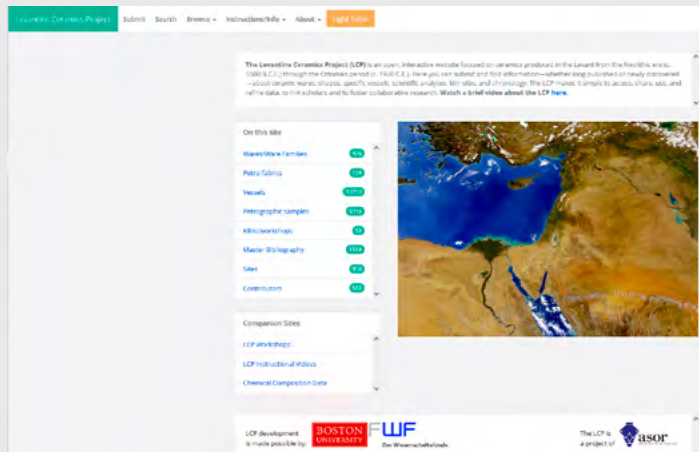 Levantine Ceramics Project Submit Search Browse Instructions/Info About Light Table
The Levantine Ceramics Project (LCP) is an open, interactive website focused on ceramics produced in the Levant from the Neolithic era (c.
5500 B.C.E.) through the Ottoman period (c. 1920 C.E.). Here you can submit and find information—whether long published or newly discovered
—about ceramic wares, shapes, specific vessels, scientific analyses, kiln sites, and chronology. The LCP makes it simple to access, share, use, and
refine data, to link scholars and to foster collaborative research. Watch a brief video about the LCP here.
On this site
Wares/Ware Families
Petro fabrics
Vessels
Petrographic samples
Kilns/workshops
Master Bibliography
Sites
Contributors
Companion Sites
LCP Workshops
LCP Instructional Videos
Chemical Composition Data
LCP development
is made possible by:
BOSTON
UNIVERSITY
FWF
Der Wissenschaftsfonds.
The LCP is
a project of
asor